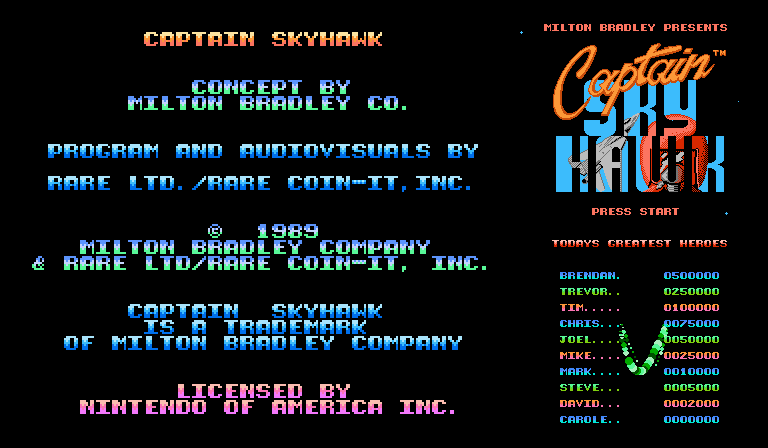 CAPTAIN SKYHAWK
CONCEPT BY
MILTON BRADLEY CO.
PROGRAM AND AUDIOVISUALS BY
RARE LTD./RARE COIN-IT,INC.
© 1989
MILTON BRADLEY COMPANY
& RARE LTD/RARE COIN-IT, INC.
CAPTAIN SKYHAWK
IS A TRADEMARK
OF MILTON BRADLEY COMPANY
LICENSED BY
NINTENDO OF AMERICA INC.
MILTON BRADLEY PRESENTS
Captain™
SKY
HAWK
PRESS START
TODAYS GREATEST HEROES
BRENDAN. 0500000
TREVOR.. 0250000
TIM..... 0100000
CHRIS... 0075000
JOEL.... 0050000
MIKE.... 0025000
MARK.... 0010000
STEVE... 0005000
DAVID... 0002000
CAROLE.. 0000000